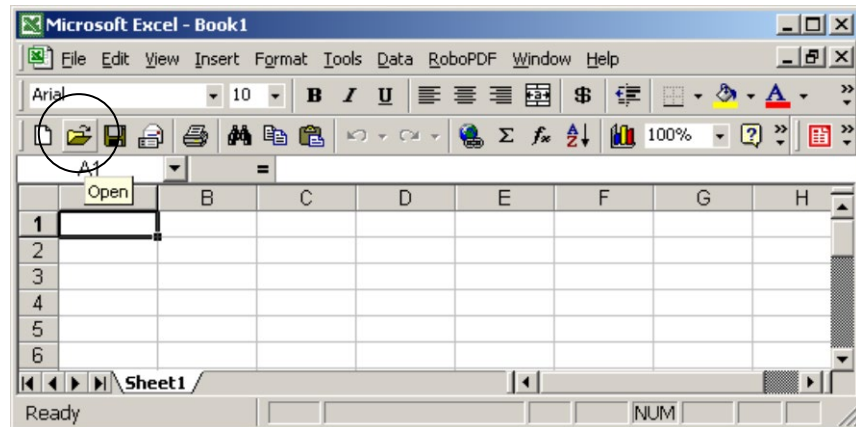 Microsoft Excel - Book1
File Edit View Insert Format Tools Data RoboPDF Window Help
Arial 10 B I U $ A
Σ fx A Z 100% ?
A1 =
Open
B C D E F G H
1
2
3
4
5
6
Sheet1
Ready NUM